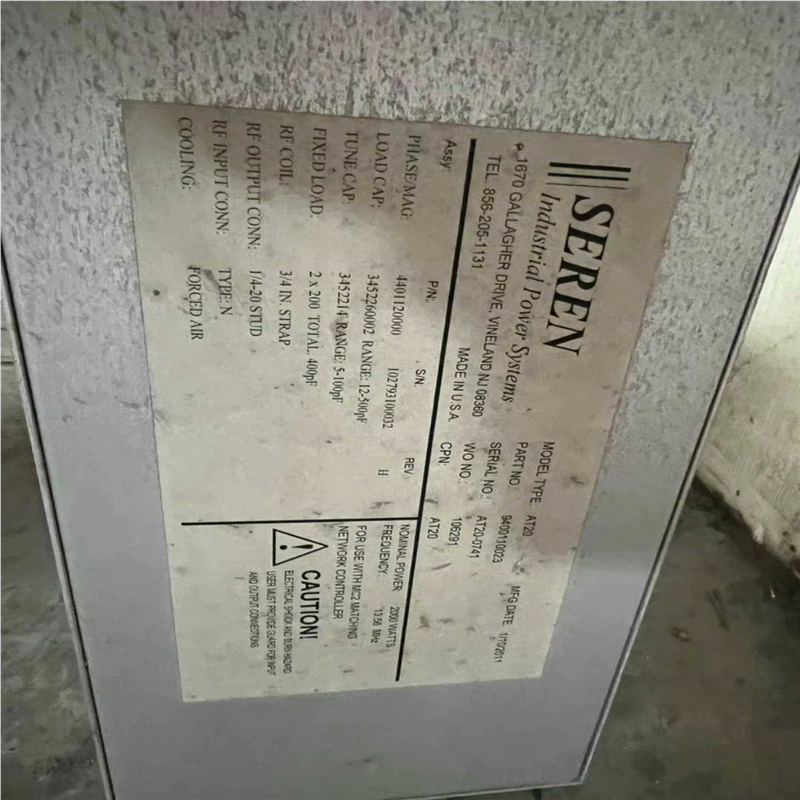 SEREN
Industrial Power Systems
1670 GALLAGHER DRIVE, VINELAND NJ 08360
TEL. 856-205-1131 MADE IN U.S.A.
MODEL TYPE AT20
PART NO. 9400110023 MFG DATE 1/10/2011
SERIAL NO. AT20-0741
WO NO. 106291
CPN: AT20
Assy P/N: S/N: REV
PHASE/MAG: 4401120000 102793100032 H
LOAD CAP: 3452260002 RANGE: 12-500pF
TUNE CAP: 3452214 RANGE: 5-100pF
FIXED LOAD: 2 x 200 TOTAL. 400pF
RF COIL: 3/4 IN. STRAP
RF OUTPUT CONN: 1/4-20 STUD
RF INPUT CONN: TYPE: N
COOLING: FORCED AIR
NOMINAL POWER 2000 WATTS
FREQUENCY 13.56 MHz
FOR USE WITH MC2 MATCHING
NETWORK CONTROLLER
CAUTION!
ELECTRICAL SHOCK AND BURN HAZARD
USER MUST PROVIDE GUARD FOR INPUT
AND OUTPUT CONNECTIONS